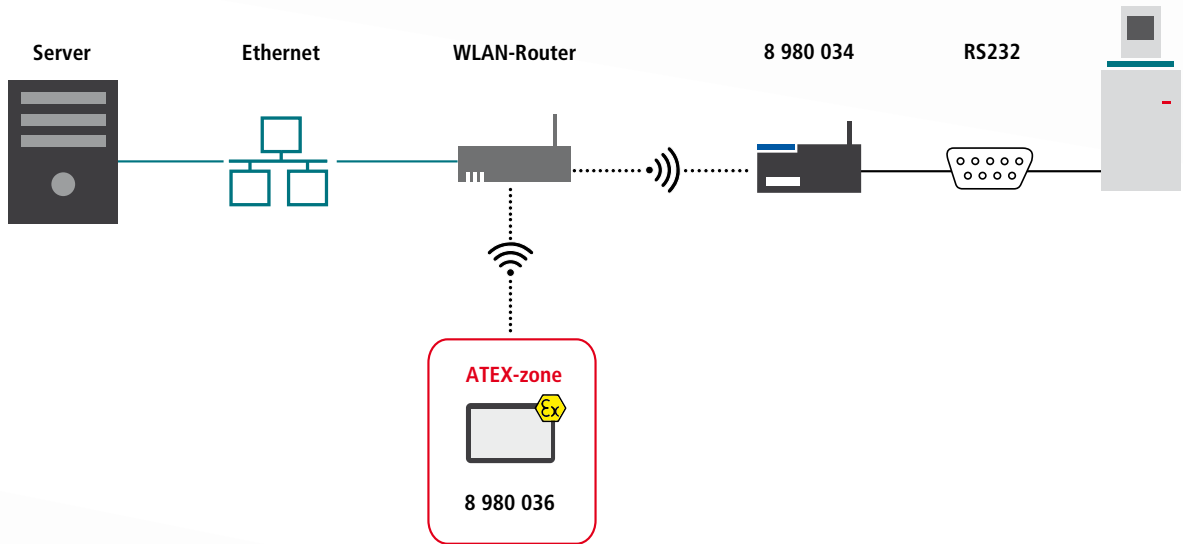 Server
Ethernet
WLAN-Router
8 980 034
RS232
ATEX-zone
Ex
8 980 036